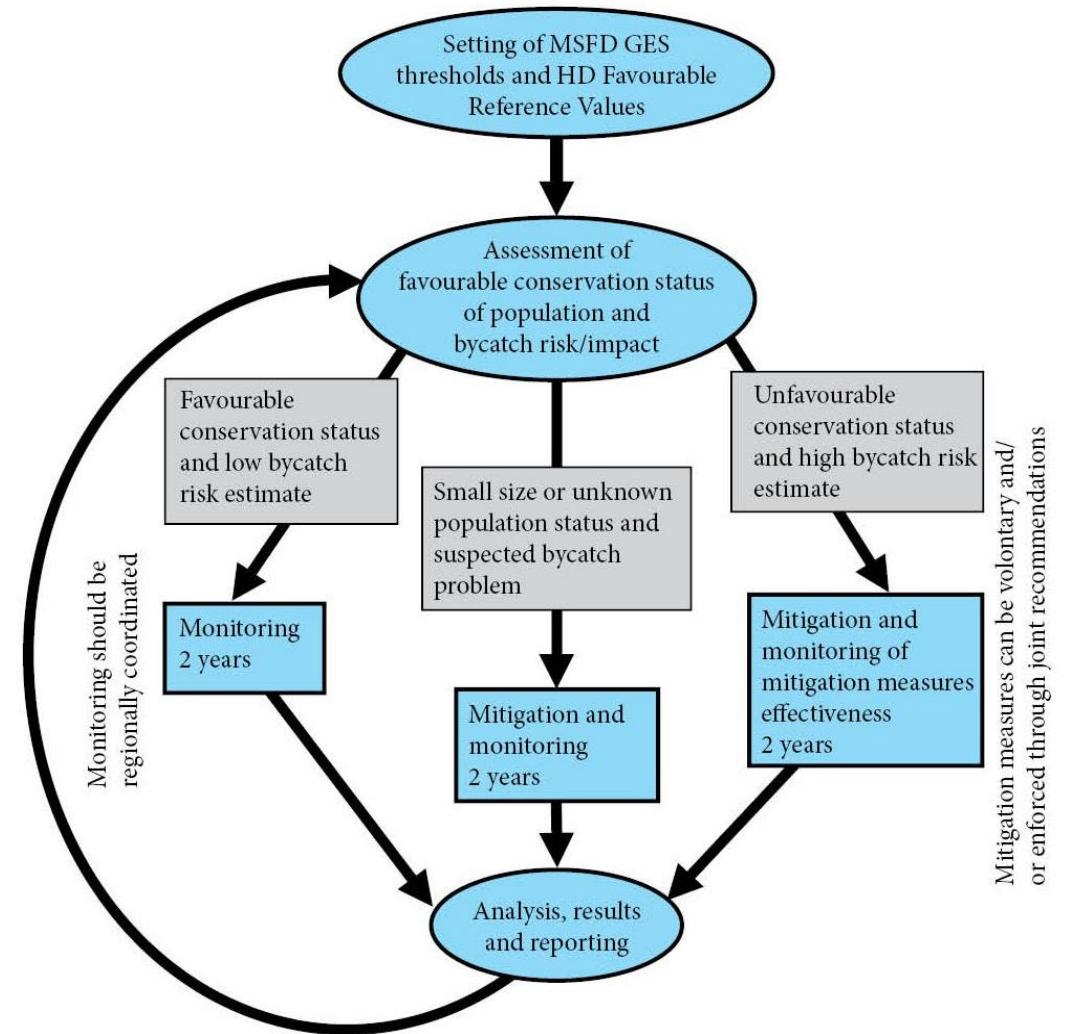 Setting of MSFD GES
thresholds and HD Favourable
Reference Values
Assessment of
favourable conservation status
of population and
bycatch risk/impact
Favourable
conservation status
and low bycatch
risk estimate
Small size or unknown
population status and
suspected bycatch
problem
Unfavourable
conservation status
and high bycatch risk
estimate
Monitoring should be
regionally coordinated
Monitoring
2 years
Mitigation and
monitoring
2 years
Mitigation and
monitoring of
mitigation measures
effectiveness
2 years
Mitigation measures can be volontary and/
or enforced through joint recommendations
Analysis, results
and reporting